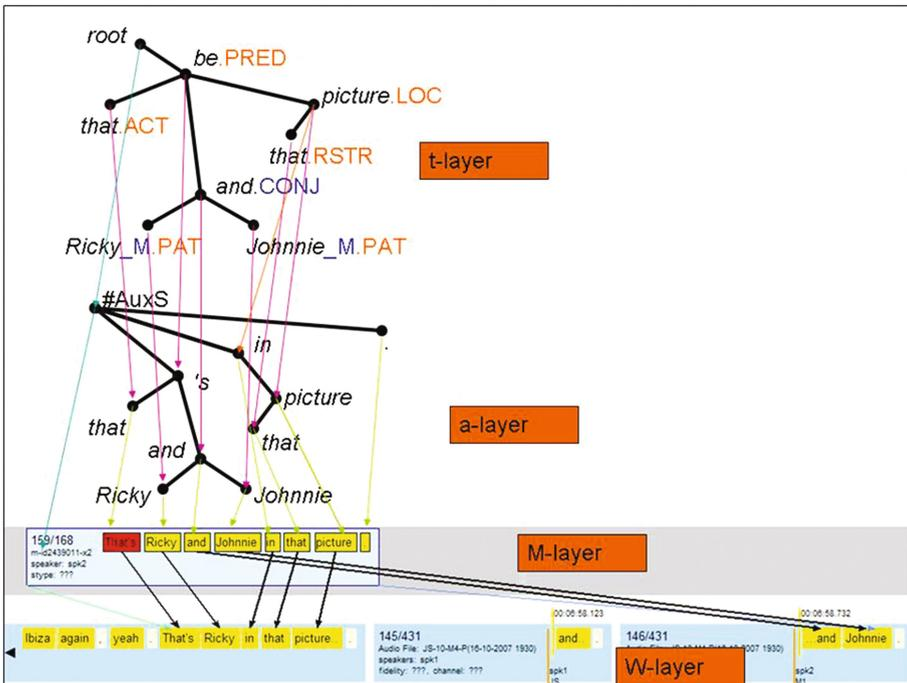 root
be.PRED
picture.LOC
that.ACT
that.RSTR
t-layer
and.CONJ
Ricky_M.PAT Johnnie_M.PAT
#AuxS
in
.
's
picture
that
that
a-layer
and
Ricky
Johnnie
159/168 That's Ricky and Johnnie in that picture .
m-id2439011-x2
speaker: spk2
stype: ???
M-layer
00:06:58.123 00:06:58.732
Ibiza again . yeah . That's Ricky in that picture... .
145/431 and . 146/431 ...and Johnnie .
Audio File: JS-10-M4-P(16-10-2007 1930)
speakers: spk1
fidelity: ???, channel: ???
spk1
JS
W-layer
spk2
M1